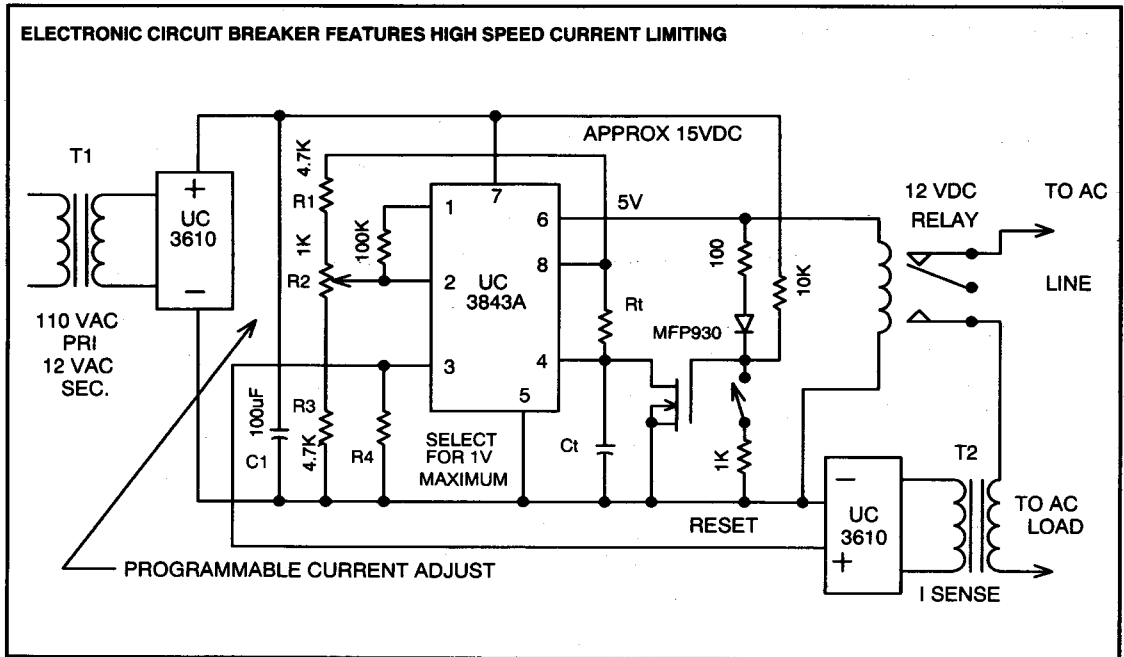 ELECTRONIC CIRCUIT BREAKER FEATURES HIGH SPEED CURRENT LIMITING
APPROX 15VDC
T1
4.7K
R1
7
12 VDC
RELAY
TO AC
LINE
+
UC
3610
−
1K
R2
100K
1
2
3
UC
3843A
6
8
4
5
5V
100
10K
Rt
MFP930
110 VAC
PRI
12 VAC
SEC.
100uF
C1
R3
4.7K
R4
SELECT
FOR 1V
MAXIMUM
Ct
1K
RESET
T2
−
UC
3610
+
TO AC
LOAD
I SENSE
PROGRAMMABLE CURRENT ADJUST